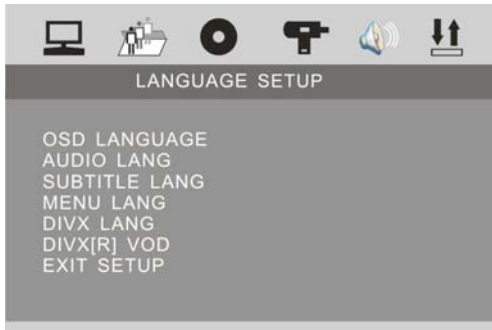 LANGUAGE SETUP
OSD LANGUAGE
AUDIO LANG
SUBTITLE LANG
MENU LANG
DIVX LANG
DIVX[R] VOD
EXIT SETUP